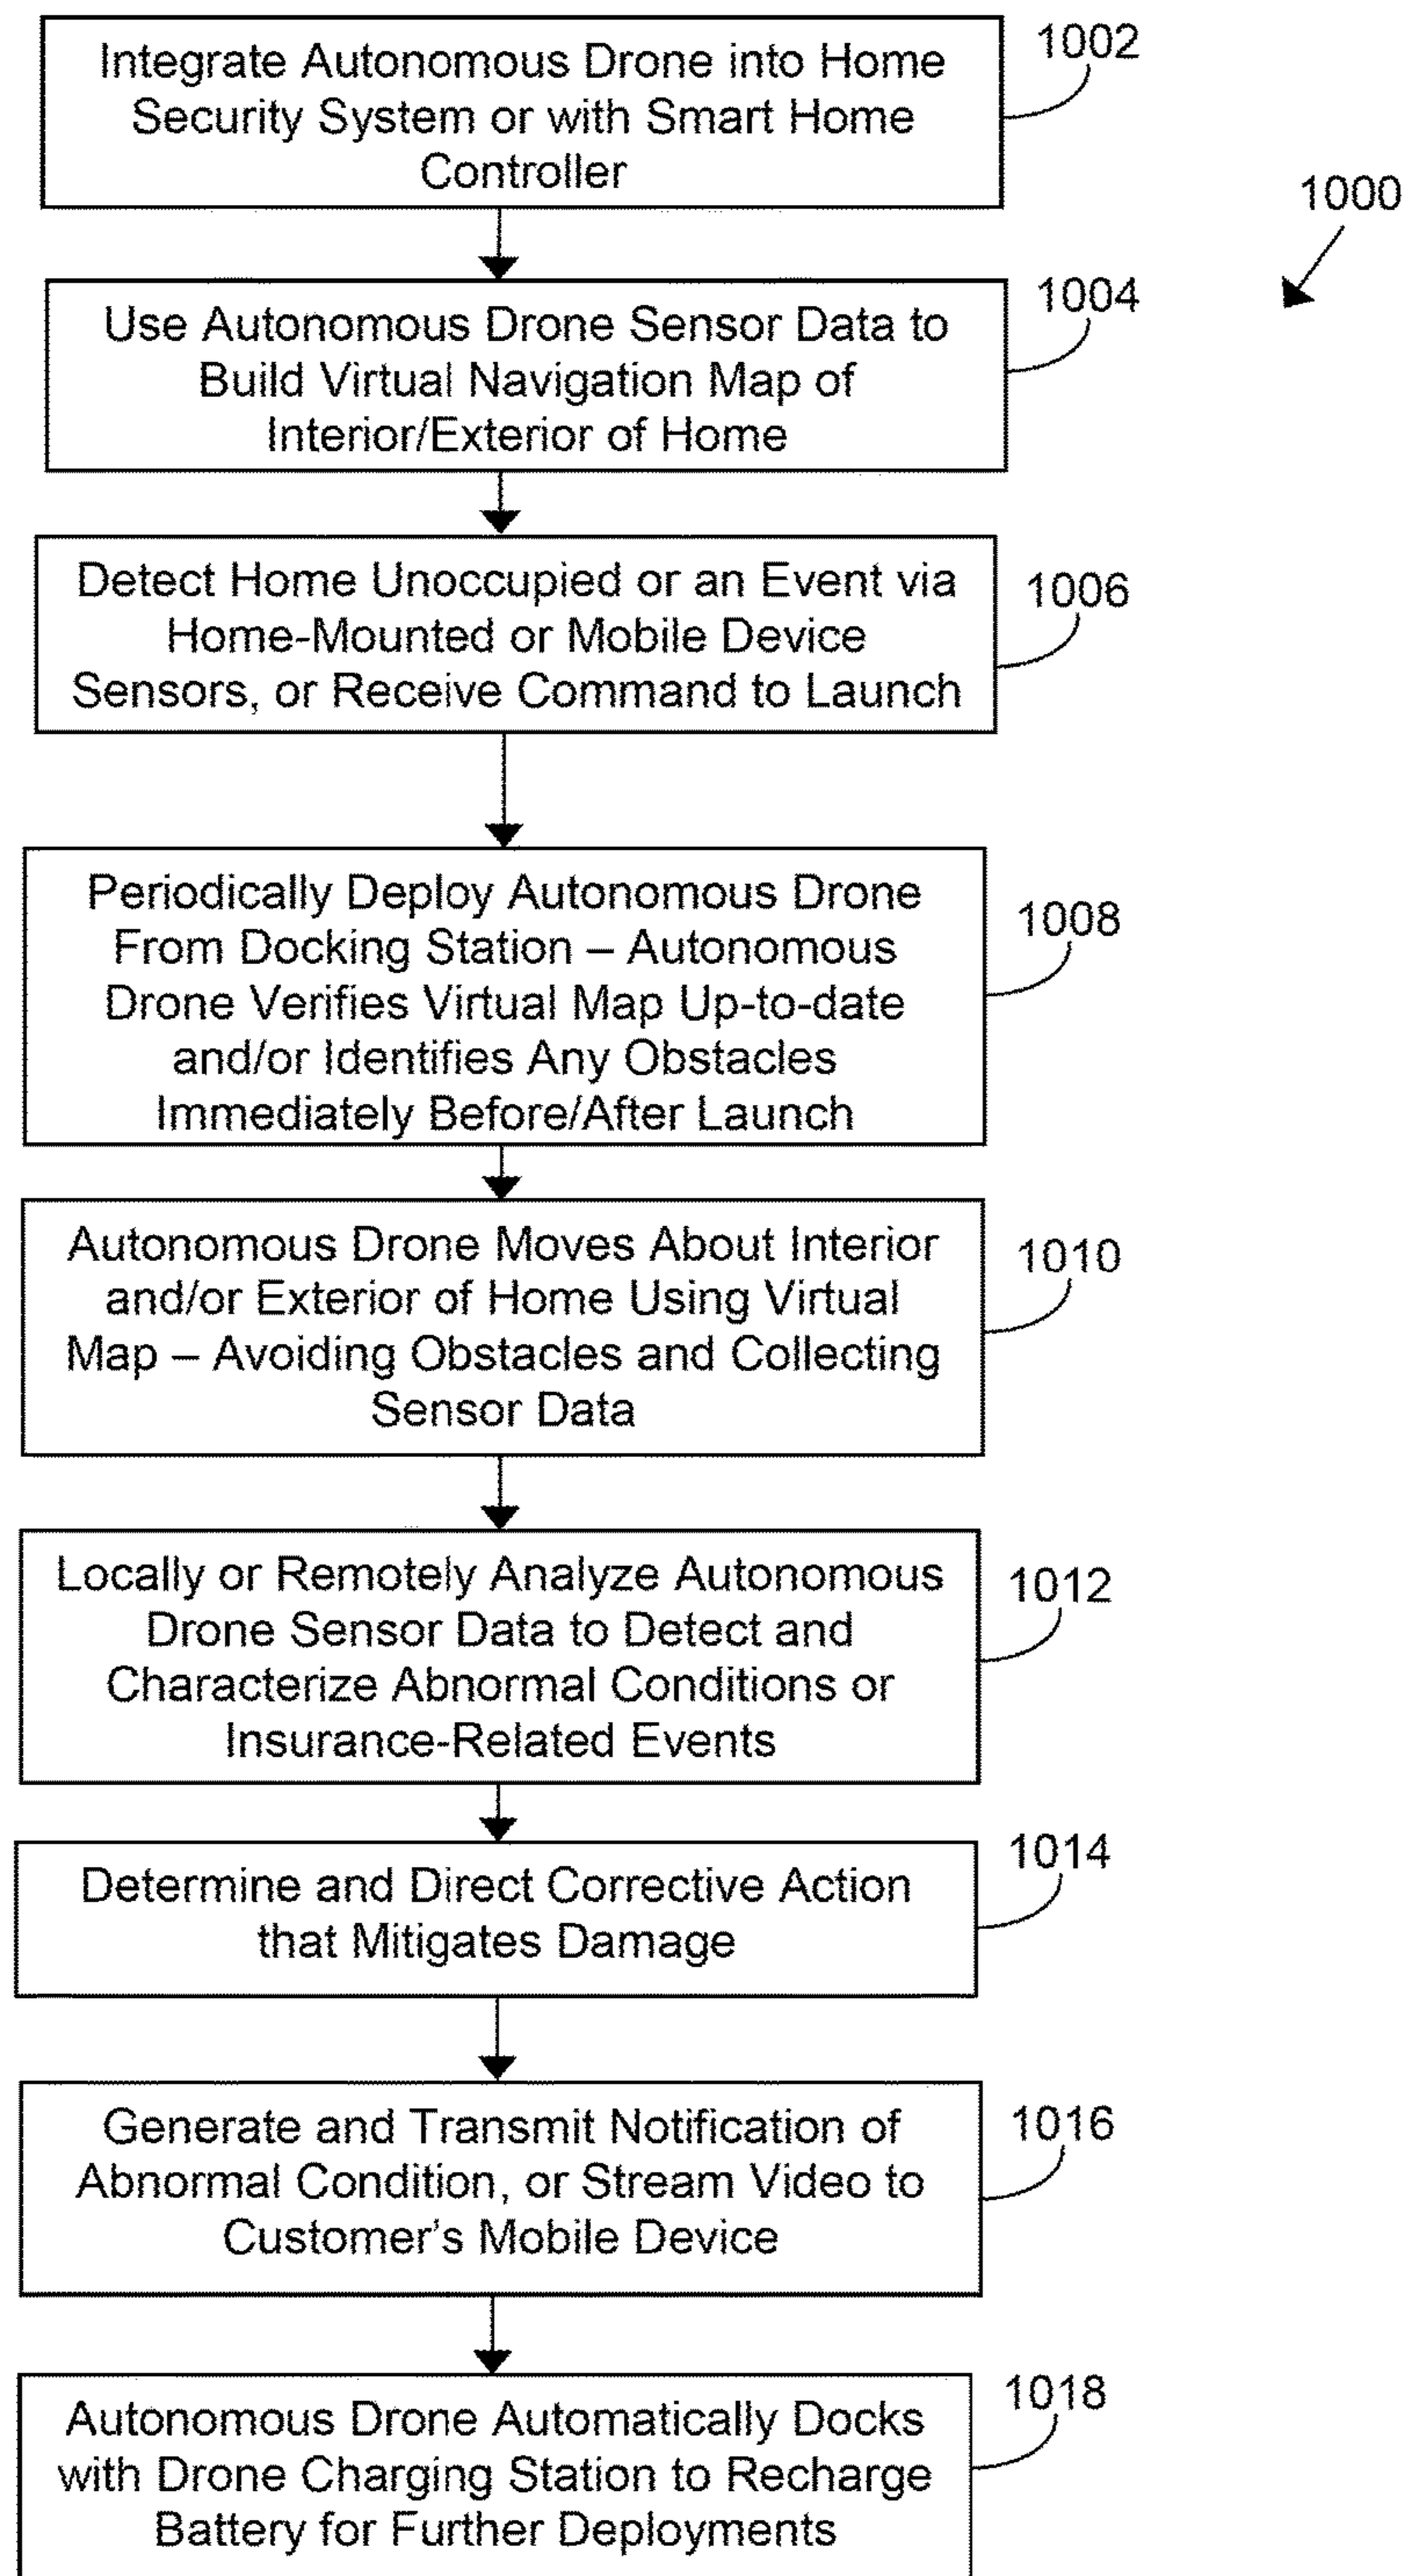 Integrate Autonomous Drone into Home
Security System or with Smart Home
Controller
1002
1000
Use Autonomous Drone Sensor Data to
Build Virtual Navigation Map of
Interior/Exterior of Home
1004
Detect Home Unoccupied or an Event via
Home-Mounted or Mobile Device
Sensors, or Receive Command to Launch
1006
Periodically Deploy Autonomous Drone
From Docking Station – Autonomous
Drone Verifies Virtual Map Up-to-date
and/or Identifies Any Obstacles
Immediately Before/After Launch
1008
Autonomous Drone Moves About Interior
and/or Exterior of Home Using Virtual
Map – Avoiding Obstacles and Collecting
Sensor Data
1010
Locally or Remotely Analyze Autonomous
Drone Sensor Data to Detect and
Characterize Abnormal Conditions or
Insurance-Related Events
1012
Determine and Direct Corrective Action
that Mitigates Damage
1014
Generate and Transmit Notification of
Abnormal Condition, or Stream Video to
Customer's Mobile Device
1016
Autonomous Drone Automatically Docks
with Drone Charging Station to Recharge
Battery for Further Deployments
1018